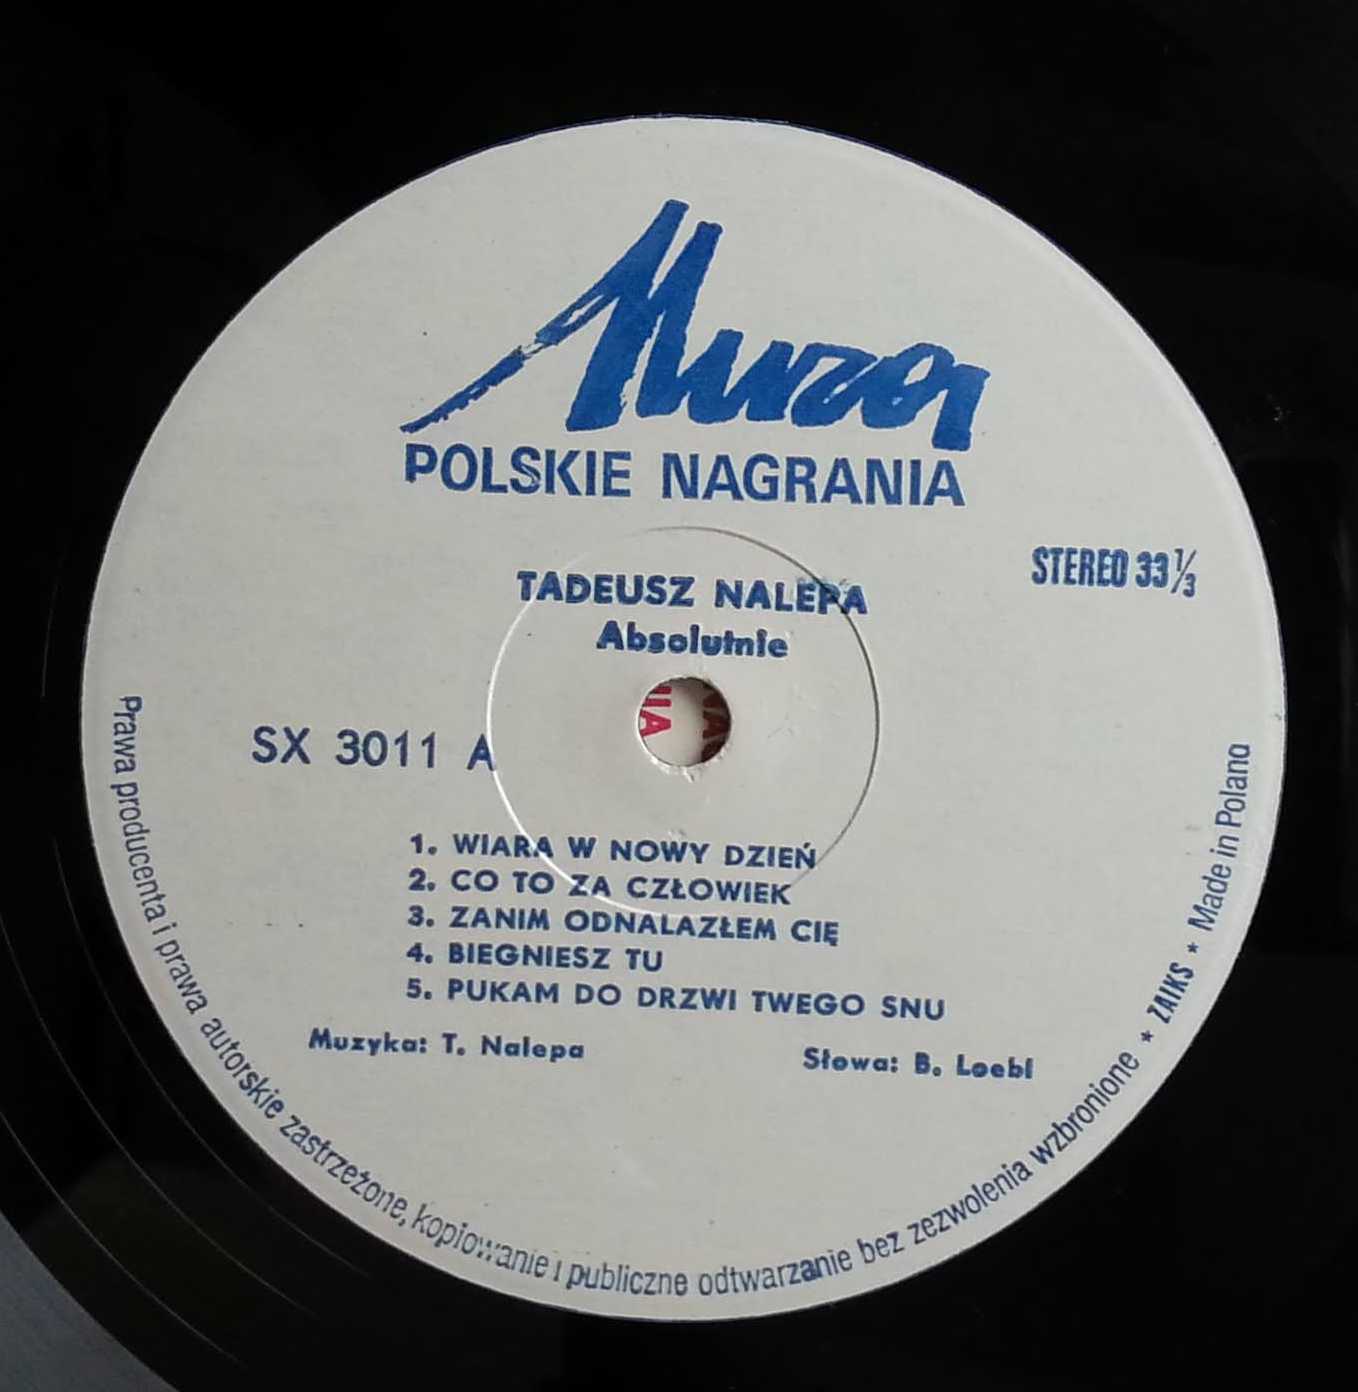 Muza
POLSKIE NAGRANIA
STEREO 33 1/3
TADEUSZ NALEPA
Absolutnie
SX 3011 A
1. WIARA W NOWY DZIEŃ
2. CO TO ZA CZŁOWIEK
3. ZANIM ODNALAZŁEM CIĘ
4. BIEGNIESZ TU
5. PUKAM DO DRZWI TWEGO SNU
Muzyka: T. Nalepa
Słowa: B. Loebl
Prawa producenta i prawa autorskie zastrzeżone, kopiowanie i publiczne odtwarzanie bez zezwolenia wzbronione * ZAIKS * Made in Poland